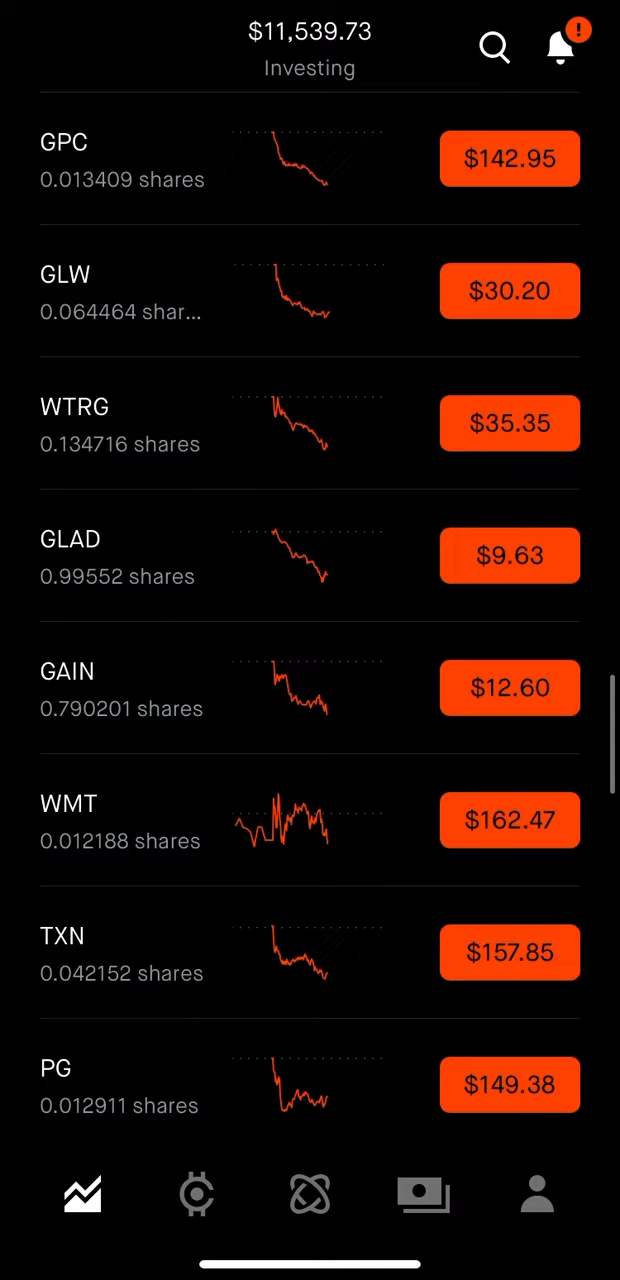 $11,539.73
Investing
!
GPC
0.013409 shares
$142.95
GLW
0.064464 shar...
$30.20
WTRG
0.134716 shares
$35.35
GLAD
0.99552 shares
$9.63
GAIN
0.790201 shares
$12.60
WMT
0.012188 shares
$162.47
TXN
0.042152 shares
$157.85
PG
0.012911 shares
$149.38